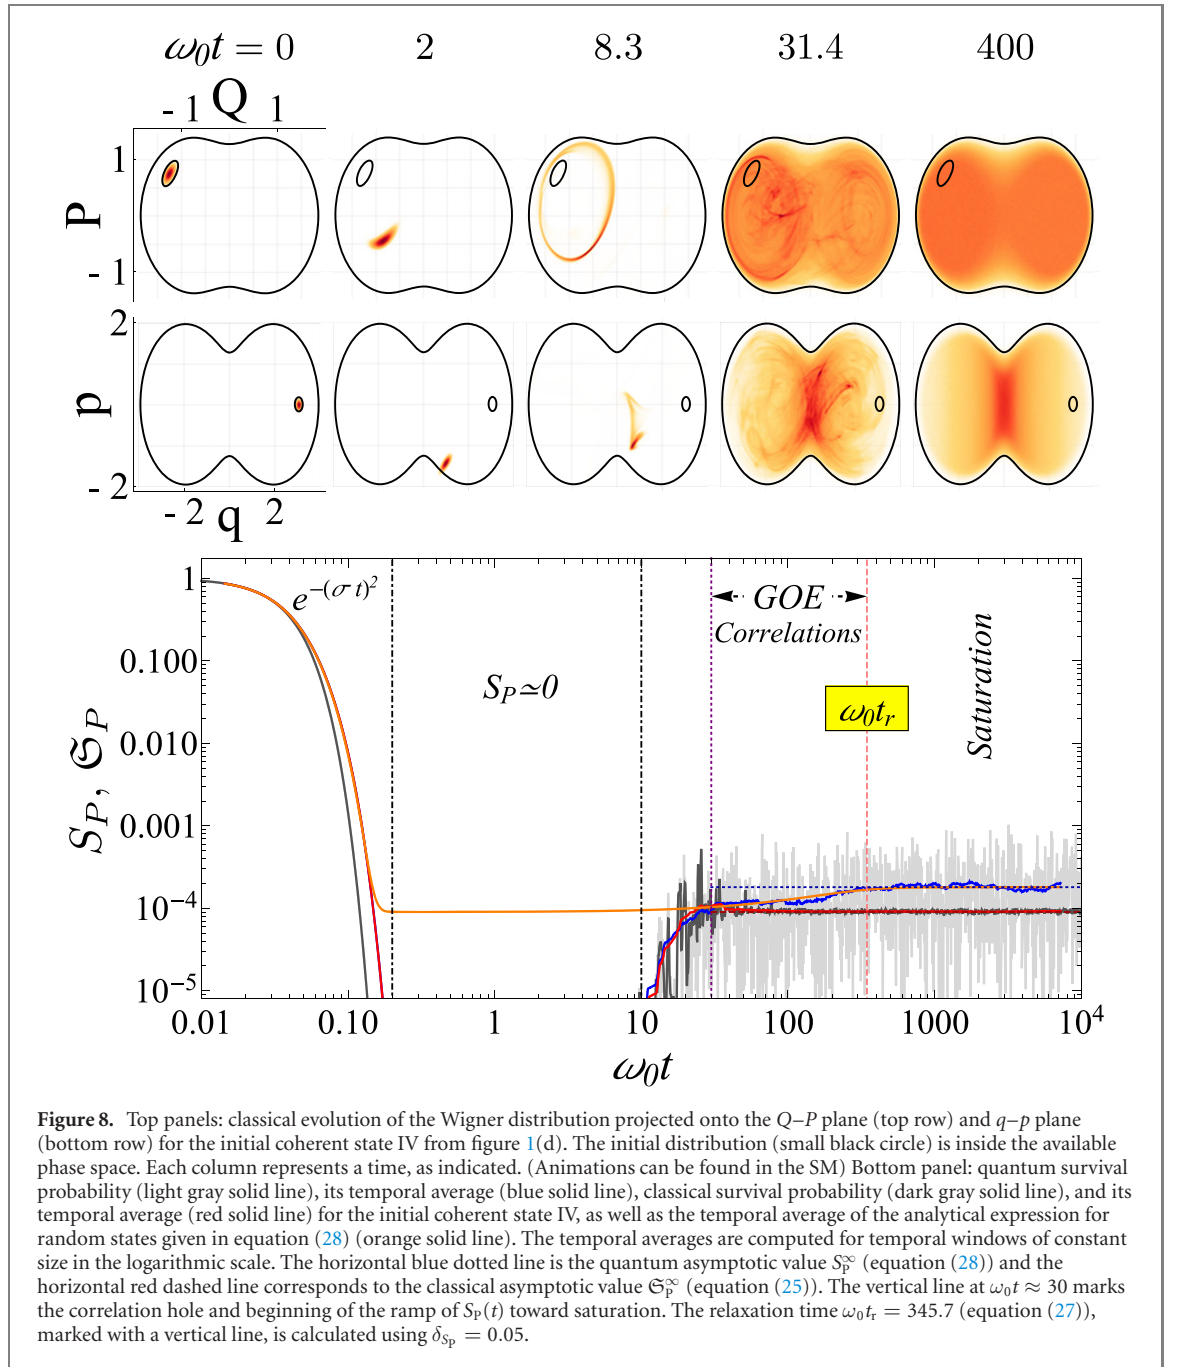 ω₀t = 0 2 8.3 31.4 400
Q
- 1 1
1
P
- 1
2
p
- 2
- 2 q 2
1
0.100
0.010
0.001
10⁻⁴
10⁻⁵
S_P, 𝔖_P
e^{-(σ t)²}
S_P≃0
GOE
Correlations
ω₀t_r
Saturation
0.01 0.10 1 10 100 1000 10⁴
ω₀t
Figure 8. Top panels: classical evolution of the Wigner distribution projected onto the Q–P plane (top row) and q–p plane
(bottom row) for the initial coherent state IV from figure 1(d). The initial distribution (small black circle) is inside the available
phase space. Each column represents a time, as indicated. (Animations can be found in the SM) Bottom panel: quantum survival
probability (light gray solid line), its temporal average (blue solid line), classical survival probability (dark gray solid line), and its
temporal average (red solid line) for the initial coherent state IV, as well as the temporal average of the analytical expression for
random states given in equation (28) (orange solid line). The temporal averages are computed for temporal windows of constant
size in the logarithmic scale. The horizontal blue dotted line is the quantum asymptotic value S_P^∞ (equation (28)) and the
horizontal red dashed line corresponds to the classical asymptotic value 𝔖_P^∞ (equation (25)). The vertical line at ω₀t ≈ 30 marks
the correlation hole and beginning of the ramp of S_P(t) toward saturation. The relaxation time ω₀t_r = 345.7 (equation (27)),
marked with a vertical line, is calculated using δ_{S_P} = 0.05.